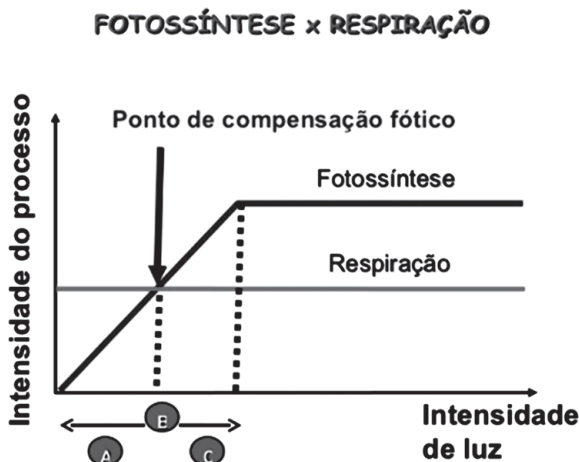 FOTOSSÍNTESE x RESPIRAÇÃO
Ponto de compensação fótico
Fotossíntese
Respiração
Intensidade do processo
B
A
C
Intensidade
de luz